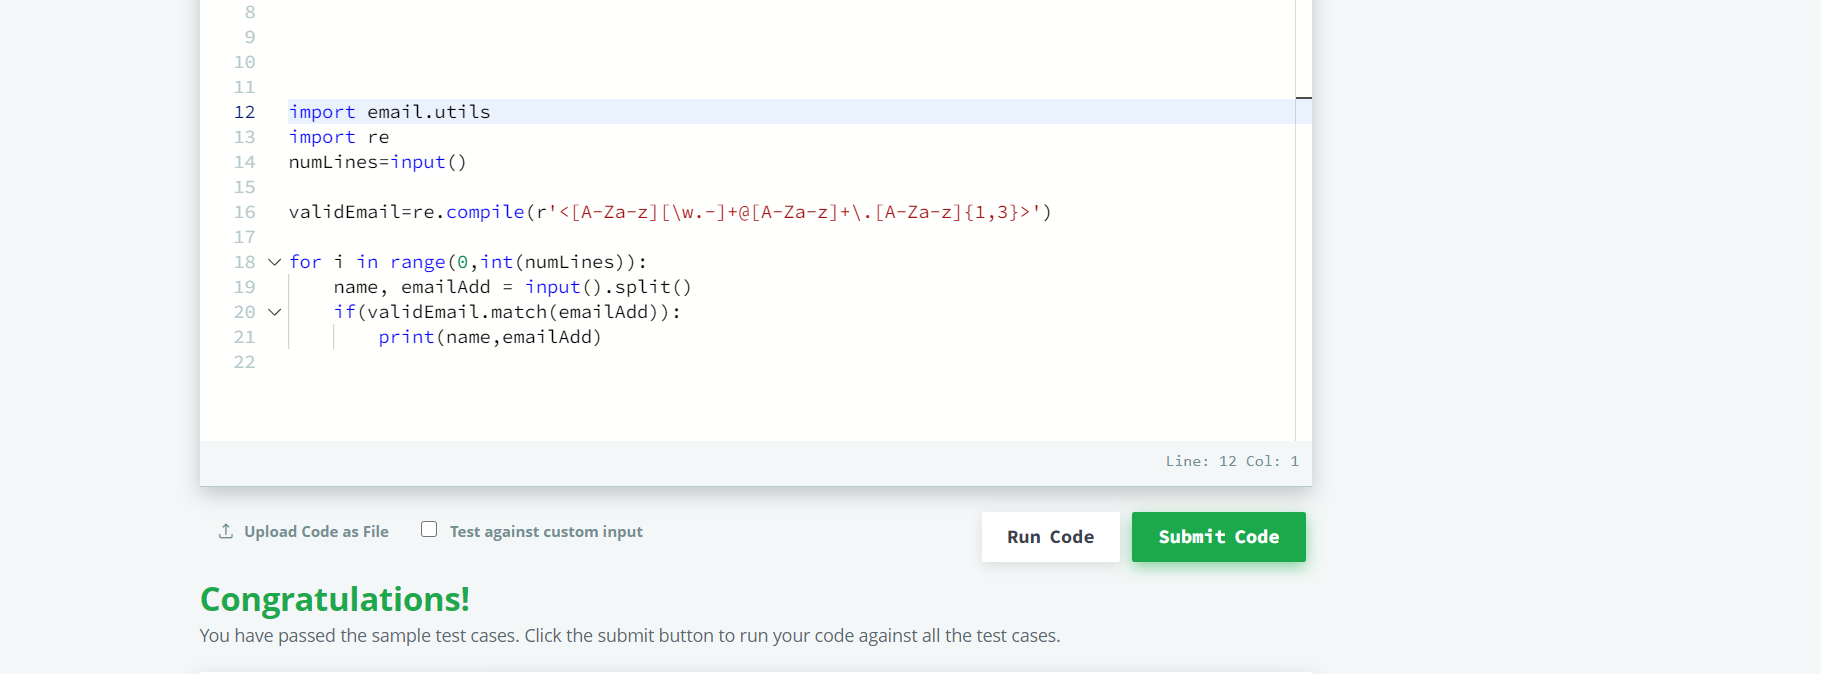 8
9
10
11
12 import email.utils
13 import re
14 numLines=input()
15
16 validEmail=re.compile(r'<[A-Za-z][\w.-]+@[A-Za-z]+\.[A-Za-z]{1,3}>')
17
18 for i in range(0,int(numLines)):
19     name, emailAdd = input().split()
20     if(validEmail.match(emailAdd)):
21         print(name,emailAdd)
22
Line: 12 Col: 1
Upload Code as File Test against custom input Run Code Submit Code
Congratulations!
You have passed the sample test cases. Click the submit button to run your code against all the test cases.